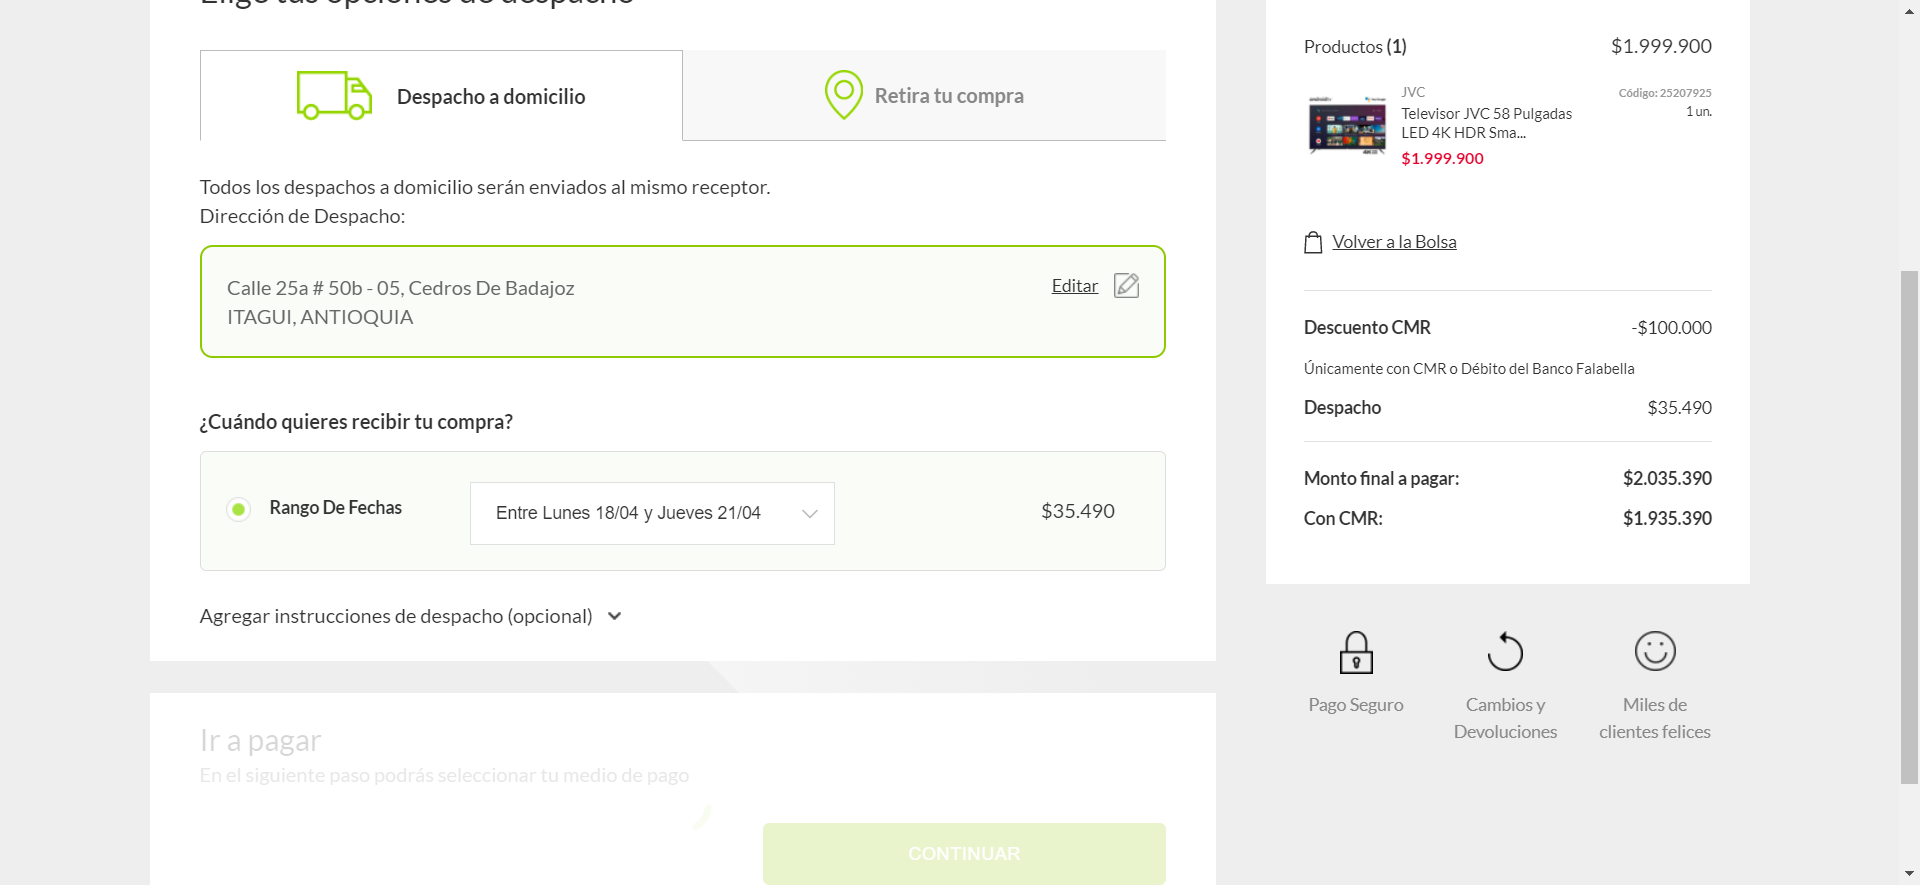 Elige tus opciones de despacho
Despacho a domicilio
Retira tu compra
Todos los despachos a domicilio serán enviados al mismo receptor.
Dirección de Despacho:
Calle 25a # 50b - 05, Cedros De Badajoz
ITAGUI, ANTIOQUIA
Editar
¿Cuándo quieres recibir tu compra?
Rango De Fechas
Entre Lunes 18/04 y Jueves 21/04
$35.490
Agregar instrucciones de despacho (opcional)
Ir a pagar
En el siguiente paso podrás seleccionar tu medio de pago
CONTINUAR
Productos (1) $1.999.900
JVC
Código: 25207925
Televisor JVC 58 Pulgadas
1 un.
LED 4K HDR Sma...
$1.999.900
Volver a la Bolsa
Descuento CMR -$100.000
Únicamente con CMR o Débito del Banco Falabella
Despacho $35.490
Monto final a pagar: $2.035.390
Con CMR: $1.935.390
Pago Seguro
Cambios y
Devoluciones
Miles de
clientes felices